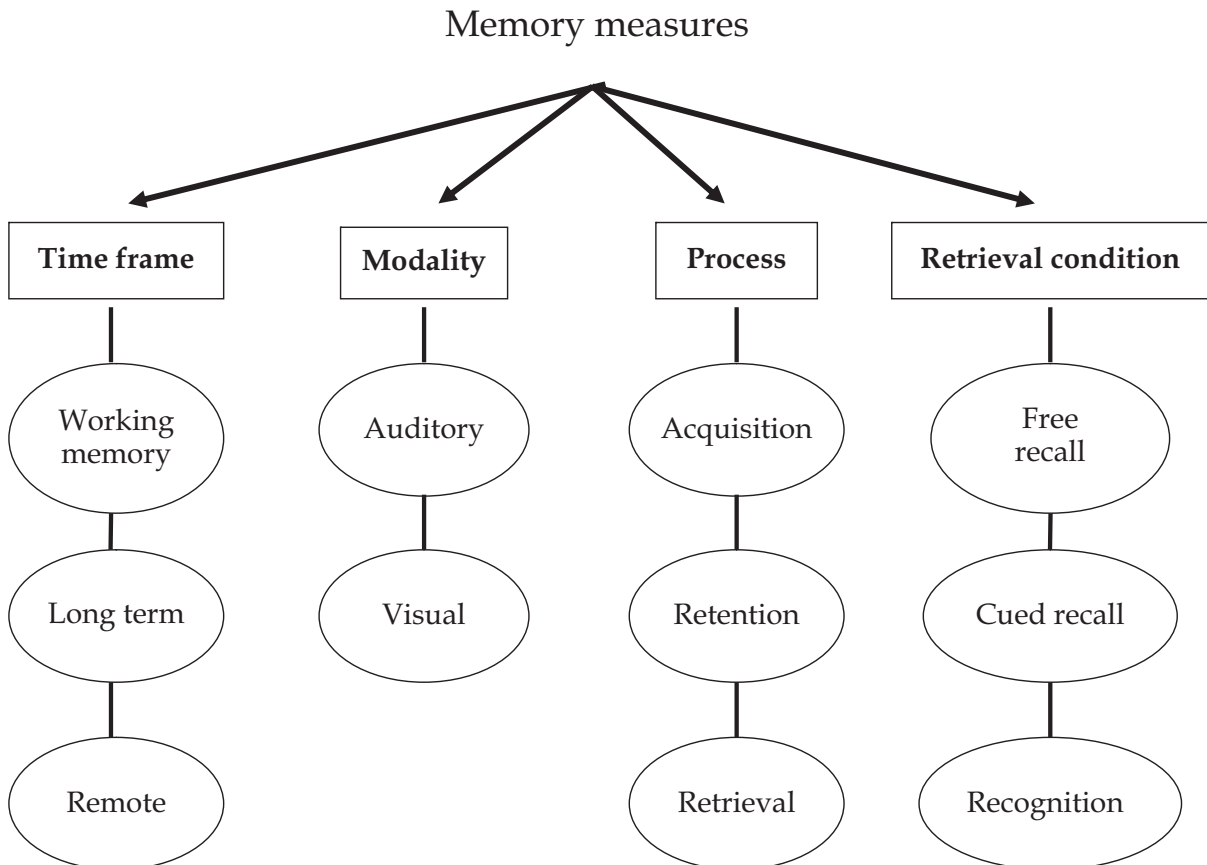 Memory measures
Time frame
Modality
Process
Retrieval condition
Working
memory
Auditory
Acquisition
Free
recall
Long term
Visual
Retention
Cued recall
Remote
Retrieval
Recognition